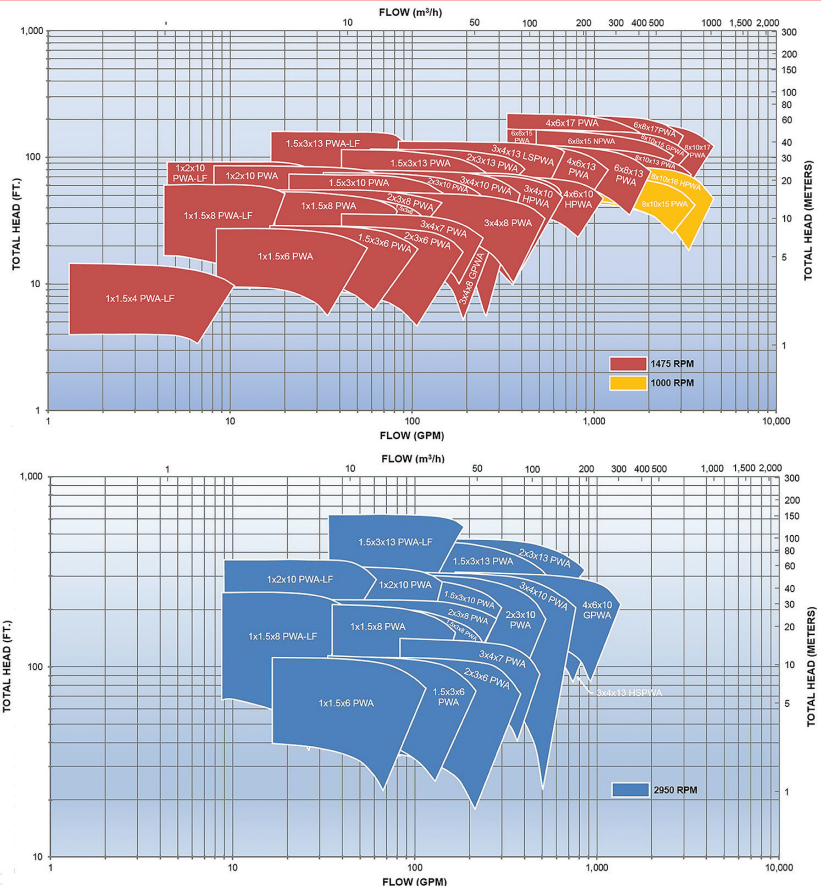 FLOW (m³/h)
10 50 100 200 300 400 500 1000 1,500 2,000
1,000
300
200
150
100
80
60
4x6x17 PWA
6x8x17PWA
6x8x15 PWA
6x8x15 NPWA
8x10x17 PWA
100
40
1.5x3x13 PWA-LF
3x4x13 LSPWA
8x10x13 PWA
30
1x2x10 PWA-LF
1x2x10 PWA
1.5x3x13 PWA
2x3x13 PWA
4x6x13 PWA
6x8x13 PWA
8x10x16 HPWA
20
1.5x3x10 PWA
2x3x10 PWA
3x4x10 PWA
3x4x10 HPWA
4x6x10 HPWA
8x10x15 PWA
1x1.5x8 PWA-LF
1x1.5x8 PWA
2x3x8 PWA
10
3x4x7 PWA
3x4x8 PWA
1.5x3x6 PWA
2x3x6 PWA
1x1.5x6 PWA
5
3x4x8 GPWA
10
1x1.5x4 PWA-LF
1
1475 RPM
1000 RPM
1
TOTAL HEAD (FT.)
TOTAL HEAD (METERS)
1 10 100 1,000 10,000
FLOW (GPM)
FLOW (m³/h)
1 10 50 100 200 300 400 500 1,000 1,500 2,000
1,000
300
200
150
1.5x3x13 PWA-LF
100
80
2x3x13 PWA
1.5x3x13 PWA
60
1x2x10 PWA-LF
1x2x10 PWA
3x4x10 PWA
40
1.5x3x10 PWA
4x6x10 GPWA
30
2x3x8 PWA
2x3x10 PWA
20
1x1.5x8 PWA-LF
1x1.5x8 PWA
1.5x3x8 PWA
3x4x7 PWA
100
10
2x3x6 PWA
3x4x13 HSPWA
1x1.5x6 PWA
1.5x3x6 PWA
5
2950 RPM
1
10
TOTAL HEAD (FT.)
TOTAL HEAD (METERS)
1 10 100 1,000 10,000
FLOW (GPM)